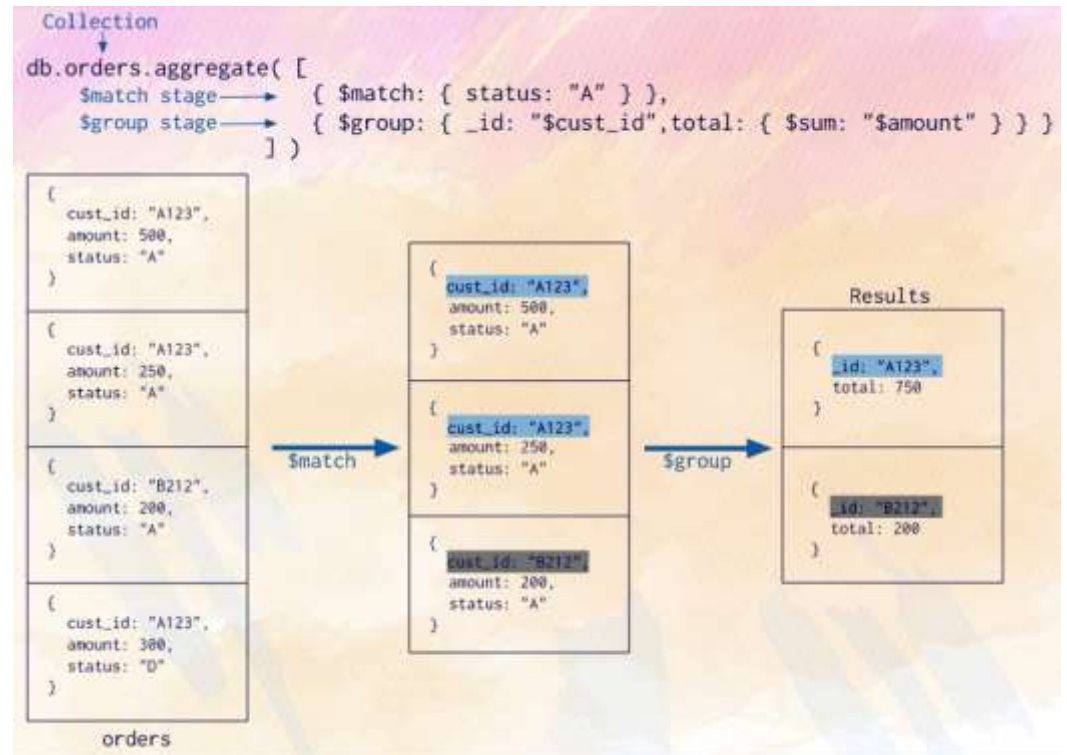 Collection
db.orders.aggregate( [
$match stage
{ $match: { status: "A" } },
$group stage
{ $group: { _id: "$cust_id",total: { $sum: "$amount" } } }
] )
{
cust_id: "A123",
amount: 500,
status: "A"
}
{
cust_id: "A123",
amount: 250,
status: "A"
}
{
cust_id: "B212",
amount: 200,
status: "A"
}
{
cust_id: "A123",
amount: 300,
status: "D"
}
orders
$match
{
cust_id: "A123",
amount: 500,
status: "A"
}
{
cust_id: "A123",
amount: 250,
status: "A"
}
{
cust_id: "B212",
amount: 200,
status: "A"
}
$group
Results
{
_id: "A123",
total: 750
}
{
_id: "B212",
total: 200
}